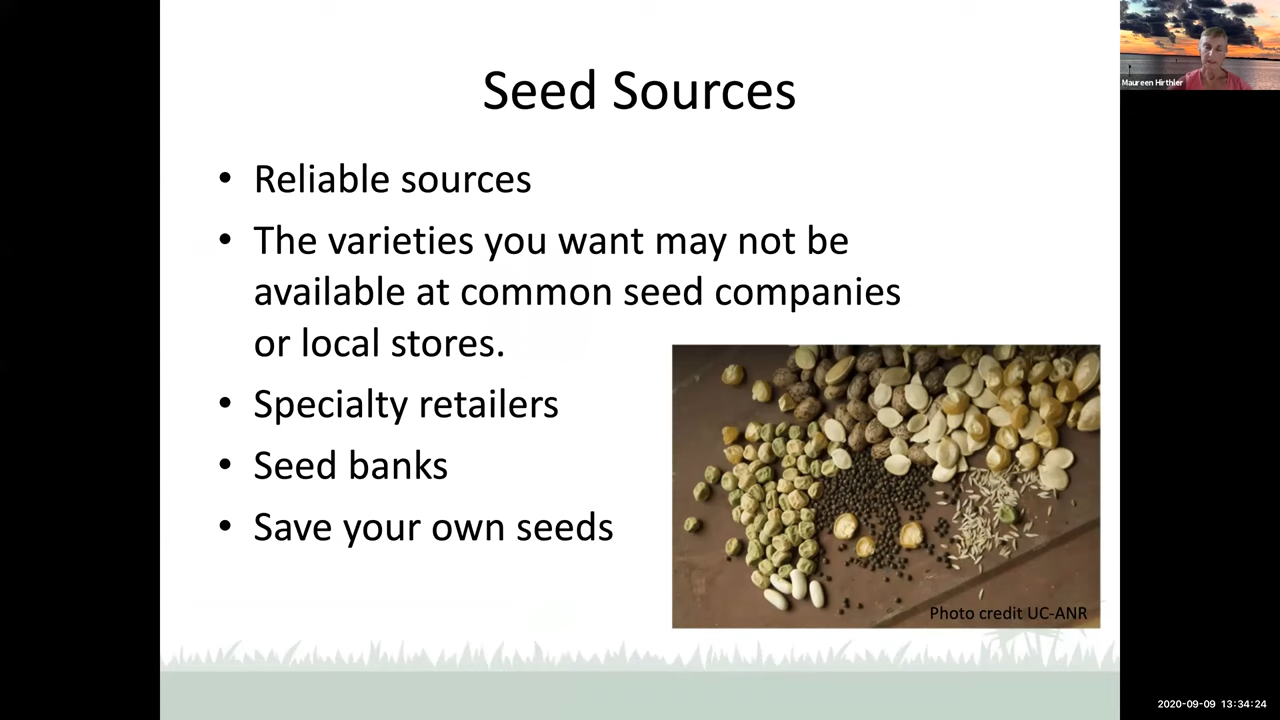 Seed Sources
Maureen Hirthler
• Reliable sources
• The varieties you want may not be
available at common seed companies
or local stores.
• Specialty retailers
• Seed banks
• Save your own seeds
Photo credit UC-ANR
2020-09-09 13:34:24